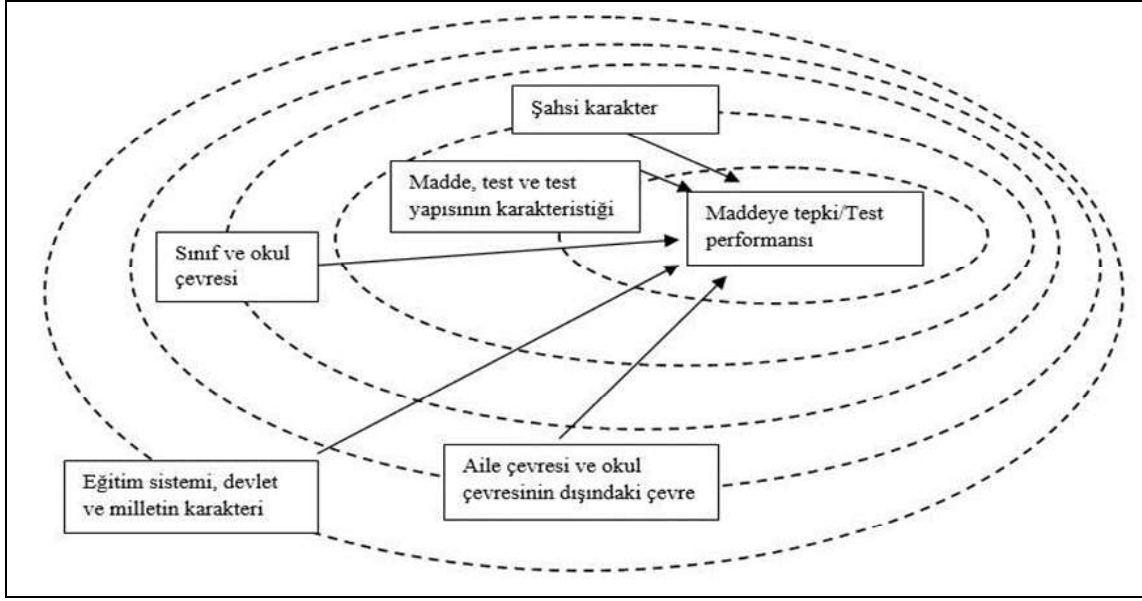 Şahsi karakter
Madde, test ve test
yapısının karakteristiği
Maddeye tepki/Test
performansı
Sınıf ve okul
çevresi
Aile çevresi ve okul
çevresinin dışındaki çevre
Eğitim sistemi, devlet
ve milletin karakteri